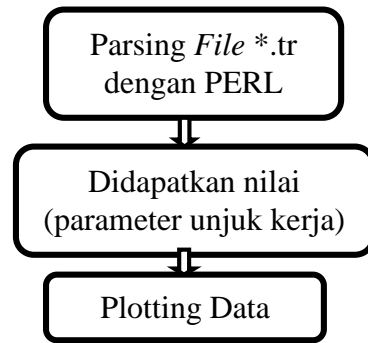 Parsing File *.tr
dengan PERL
Didapatkan nilai
(parameter unjuk kerja)
Plotting Data